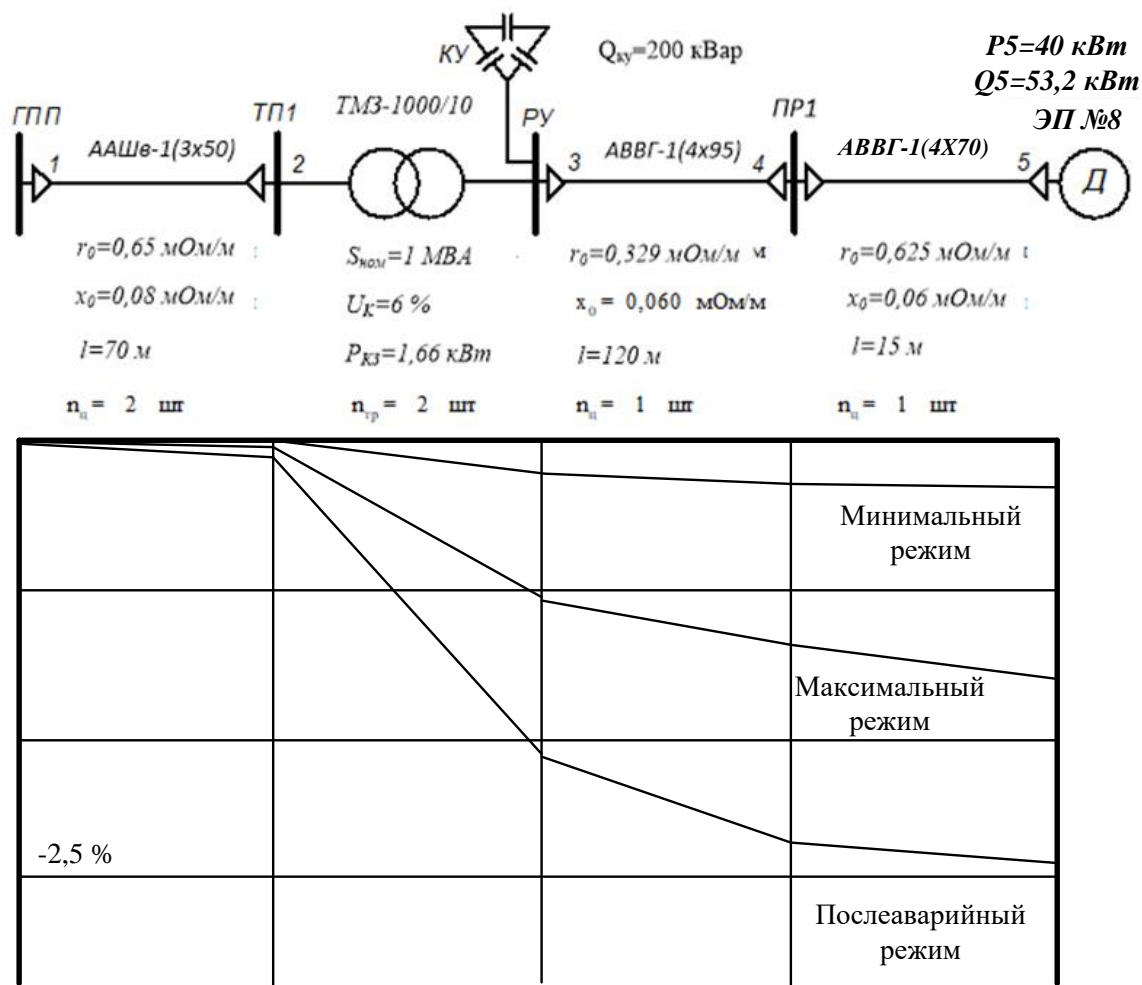 КУ
Qку=200 кВар
P5=40 кВт
Q5=53,2 кВт
ЭП №8
ГПП
ТП1
ТМЗ-1000/10
РУ
ПР1
1
ААШв-1(3х50)
2
3
АВВГ-1(4х95)
4
АВВГ-1(4Х70)
5
Д
r0=0,65 мОм/м
x0=0,08 мОм/м
l=70 м
nц = 2 шт
Sном=1 МВА
UК=6 %
PКЗ=1,66 кВт
nтр = 2 шт
r0=0,329 мОм/м м
x0 = 0,060 мОм/м
l=120 м
nц = 1 шт
r0=0,625 мОм/м
x0=0,06 мОм/м
l=15 м
nц = 1 шт
Минимальный
режим
Максимальный
режим
-2,5 %
Послеаварийный
режим